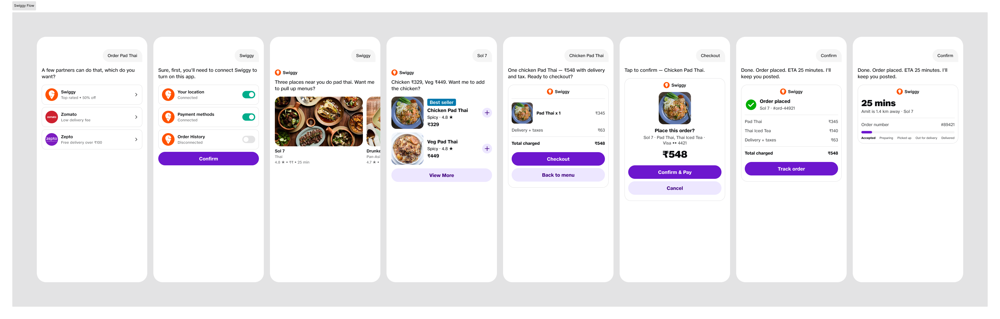 Swiggy Flow
Order Pad Thai
A few partners can do that, which do you
want?
Swiggy
Top rated • 50% off
zomato
Zomato
Low delivery fee
zepto
Zepto
Free delivery over ₹100
Swiggy
Sure, first, you'll need to connect Swiggy to
turn on this app.
Your location
Connected
Payment methods
Connected
Order History
Disconnected
Confirm
Swiggy
Swiggy
Three places near you do pad thai. Want me
to pull up menus?
Sol 7
Thai
4.8 ★ • ₹₹ • 25 min
Drunke
Pan-Asi
4.7 ★ •
Sol 7
Swiggy
Chicken ₹329, Veg ₹449. Want me to add
the chicken?
Best seller
Chicken Pad Thai
Spicy · 4.8 ★
₹329
Veg Pad Thai
Spicy · 4.8 ★
₹449
View More
Chicken Pad Thai
One chicken Pad Thai — ₹548 with delivery
and tax. Ready to checkout?
Swiggy
Pad Thai x 1 ₹345
Delivery + taxes ₹63
Total charged ₹548
Checkout
Back to menu
Checkout
Tap to confirm — Chicken Pad Thai.
Swiggy
Place this order?
Sol 7 · Pad Thai, Thai Iced Tea ·
Visa •• 4421
₹548
Confirm & Pay
Cancel
Confirm
Done. Order placed. ETA 25 minutes. I'll
keep you posted.
Swiggy
Order placed
Sol 7 · #ord-44921
Pad Thai ₹345
Thai Iced Tea ₹140
Delivery + taxes ₹63
Total charged ₹548
Track order
Confirm
Done. Order placed. ETA 25 minutes. I'll
keep you posted.
Swiggy
25 mins
Amit is 1.4 km away · Sol 7
Order number #89421
Accepted Preparing Picked up Out for delivery Delivered